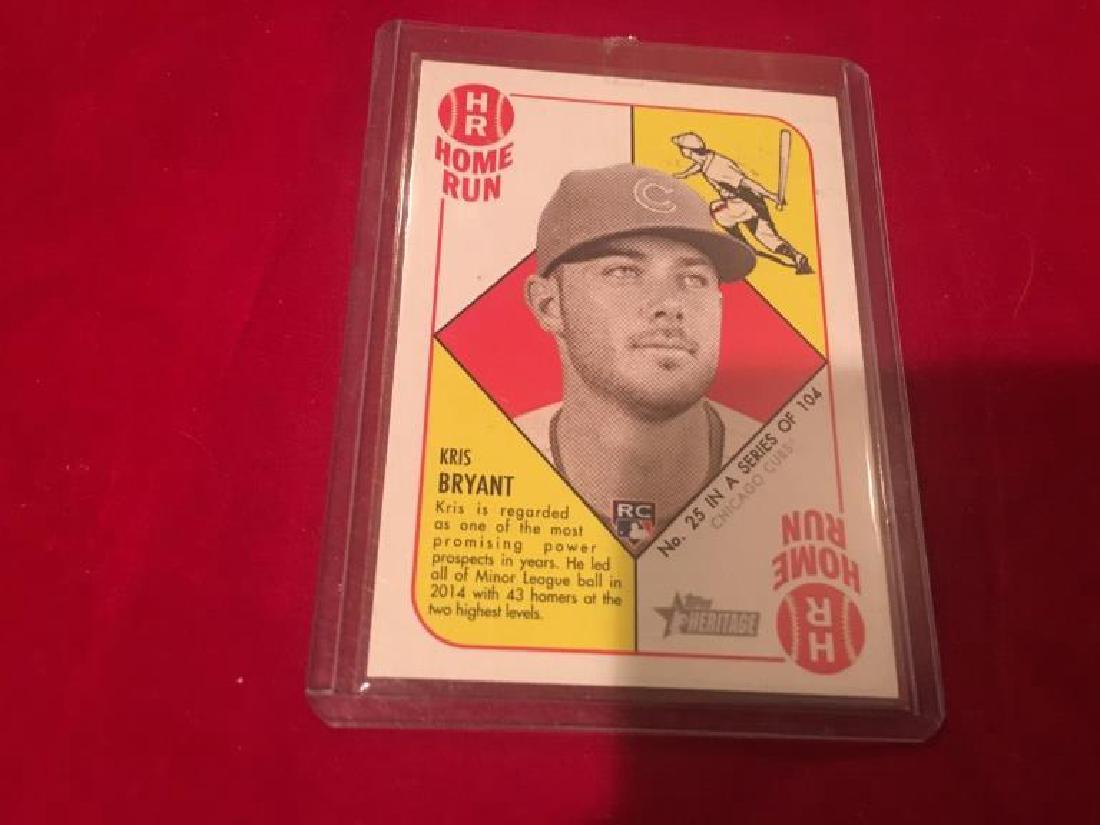 HR
HOME
RUN
C
KRIS
BRYANT
Kris is regarded
as one of the most
promising power
prospects in years. He led
all of Minor League ball in
2014 with 43 homers at the
two highest levels.
RC
No. 25 IN A SERIES OF 104
CHICAGO CUBS®
Topps
HERITAGE
HOME
RUN
HR